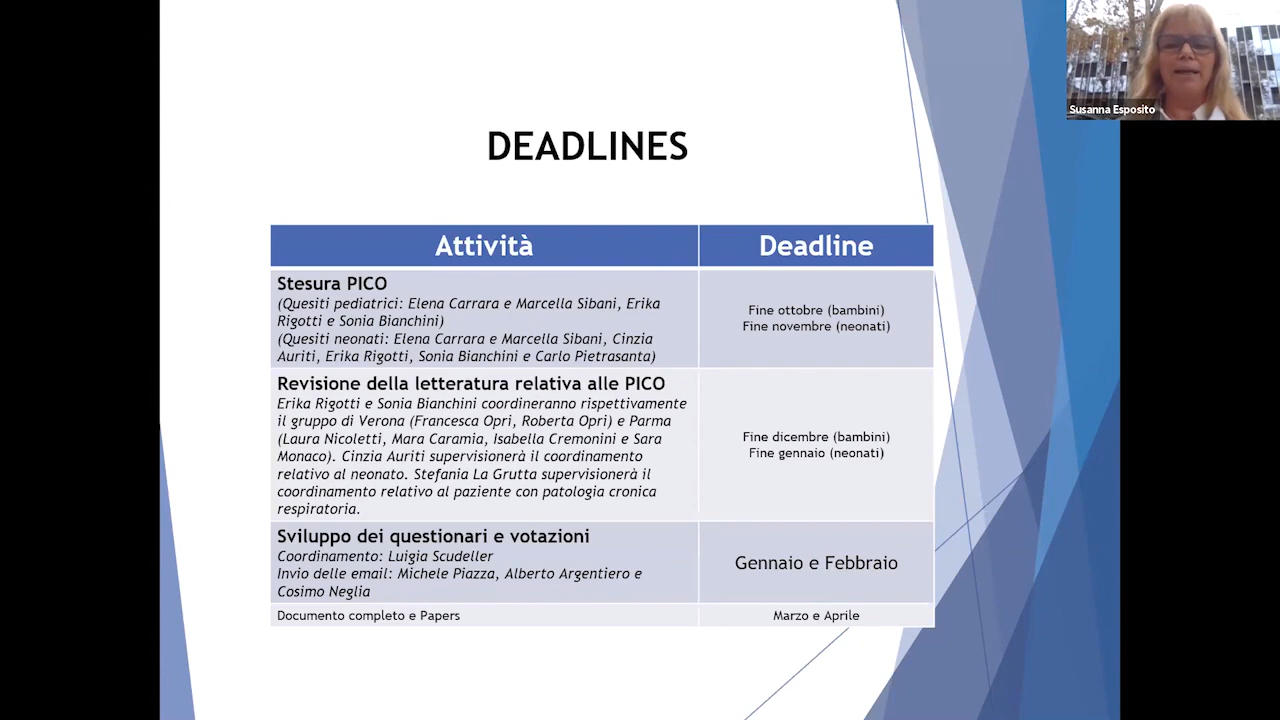 Susanna Esposito
DEADLINES
Attività
Deadline
Stesura PICO
(Quesiti pediatrici: Elena Carrara e Marcella Sibani, Erika
Rigotti e Sonia Bianchini)
(Quesiti neonati: Elena Carrara e Marcella Sibani, Cinzia
Auriti, Erika Rigotti, Sonia Bianchini e Carlo Pietrasanta)
Fine ottobre (bambini)
Fine novembre (neonati)
Revisione della letteratura relativa alle PICO
Erika Rigotti e Sonia Bianchini coordineranno rispettivamente
il gruppo di Verona (Francesca Opri, Roberta Opri) e Parma
(Laura Nicoletti, Mara Caramia, Isabella Cremonini e Sara
Monaco). Cinzia Auriti supervisionerà il coordinamento
relativo al neonato. Stefania La Grutta supervisionerà il
coordinamento relativo al paziente con patologia cronica
respiratoria.
Fine dicembre (bambini)
Fine gennaio (neonati)
Sviluppo dei questionari e votazioni
Coordinamento: Luigia Scudeller
Invio delle email: Michele Piazza, Alberto Argentiero e
Cosimo Neglia
Gennaio e Febbraio
Documento completo e Papers
Marzo e Aprile